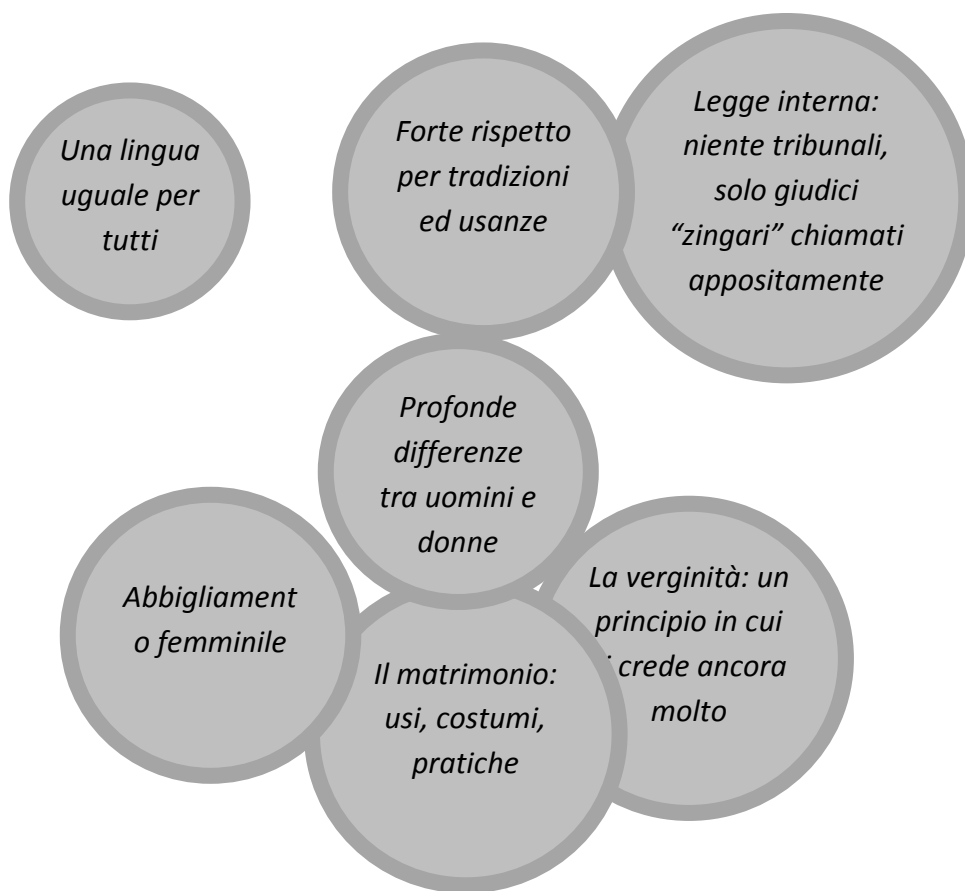 Una lingua
uguale per
tutti
Forte rispetto
per tradizioni
ed usanze
Legge interna:
niente tribunali,
solo giudici
“zingari” chiamati
appositamente
Profonde
differenze
tra uomini e
donne
Abbigliament
o femminile
Il matrimonio:
usi, costumi,
pratiche
La verginità: un
principio in cui
crede ancora
molto